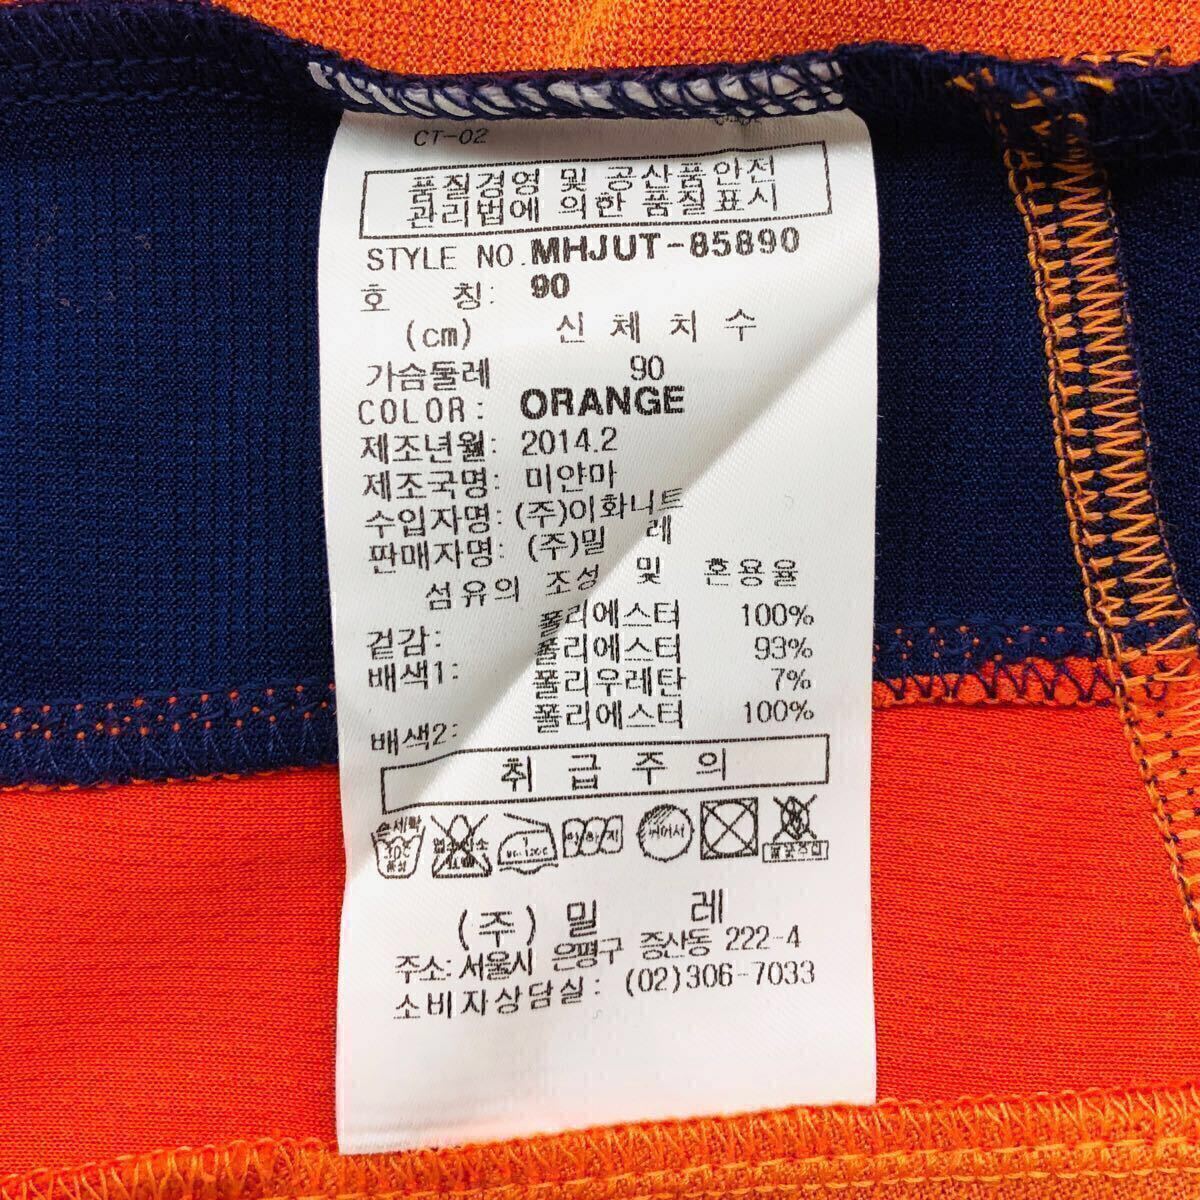 CT-02
품질경영 및 공산품안전
관리법에 의한 품질표시
STYLE NO. MHJUT-85890
호 칭: 90
(cm) 신 체 치 수
가슴둘레 90
COLOR: ORANGE
제조년월: 2014.2
제조국명: 미얀마
수입자명: (주)이화니트
판매자명: (주)밀 레
섬유의 조성 및 혼용율
겉감: 폴리에스터 100%
배색1: 폴리에스터 93%
폴리우레탄 7%
배색2: 폴리에스터 100%
취 급 주 의
손세탁
30℃
중성
(주) 밀 레
주소: 서울시 은평구 증산동 222-4
소비자상담실: (02)306-7033